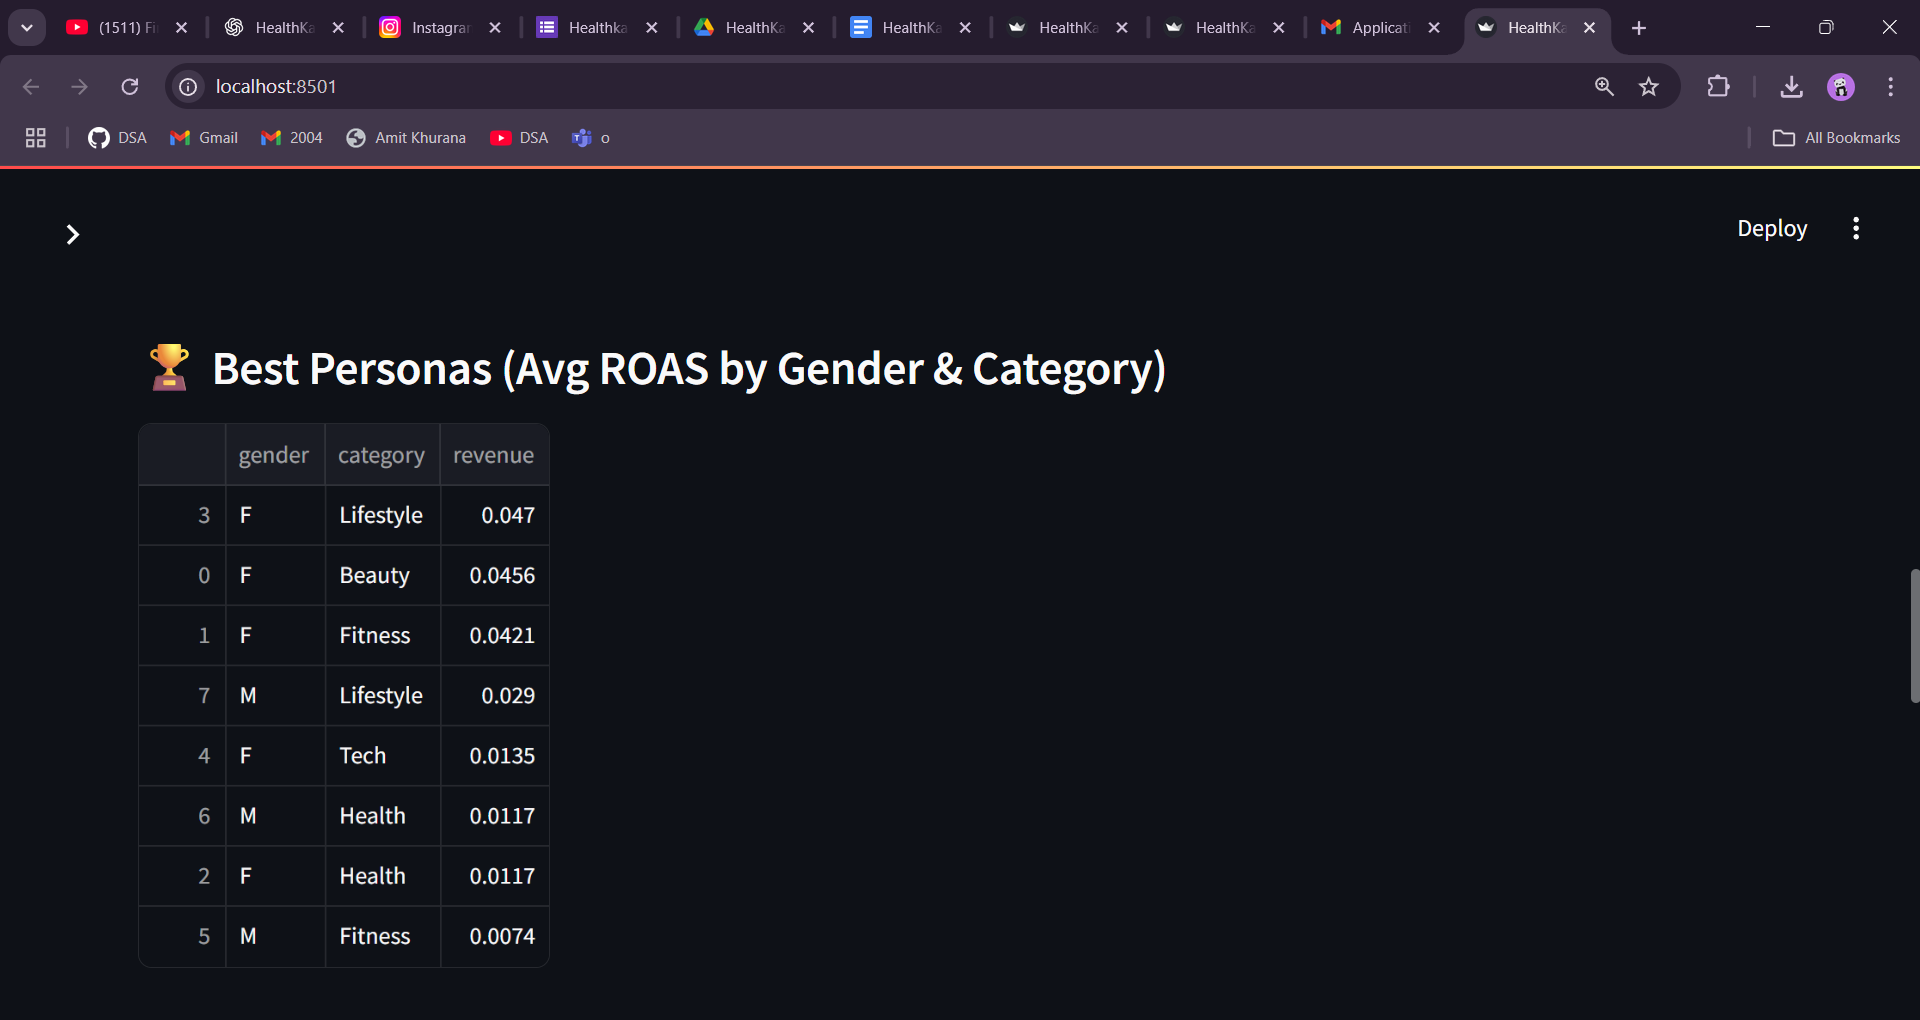 (1511) Fi
HealthKa
Instagrar
Healthka
HealthKa
HealthKa
HealthKa
HealthKa
Applicati
HealthKa
localhost:8501
DSA
Gmail
2004
Amit Khurana
DSA
o
All Bookmarks
Deploy
🏆 Best Personas (Avg ROAS by Gender & Category)
gender category revenue
3 F Lifestyle 0.047
0 F Beauty 0.0456
1 F Fitness 0.0421
7 M Lifestyle 0.029
4 F Tech 0.0135
6 M Health 0.0117
2 F Health 0.0117
5 M Fitness 0.0074